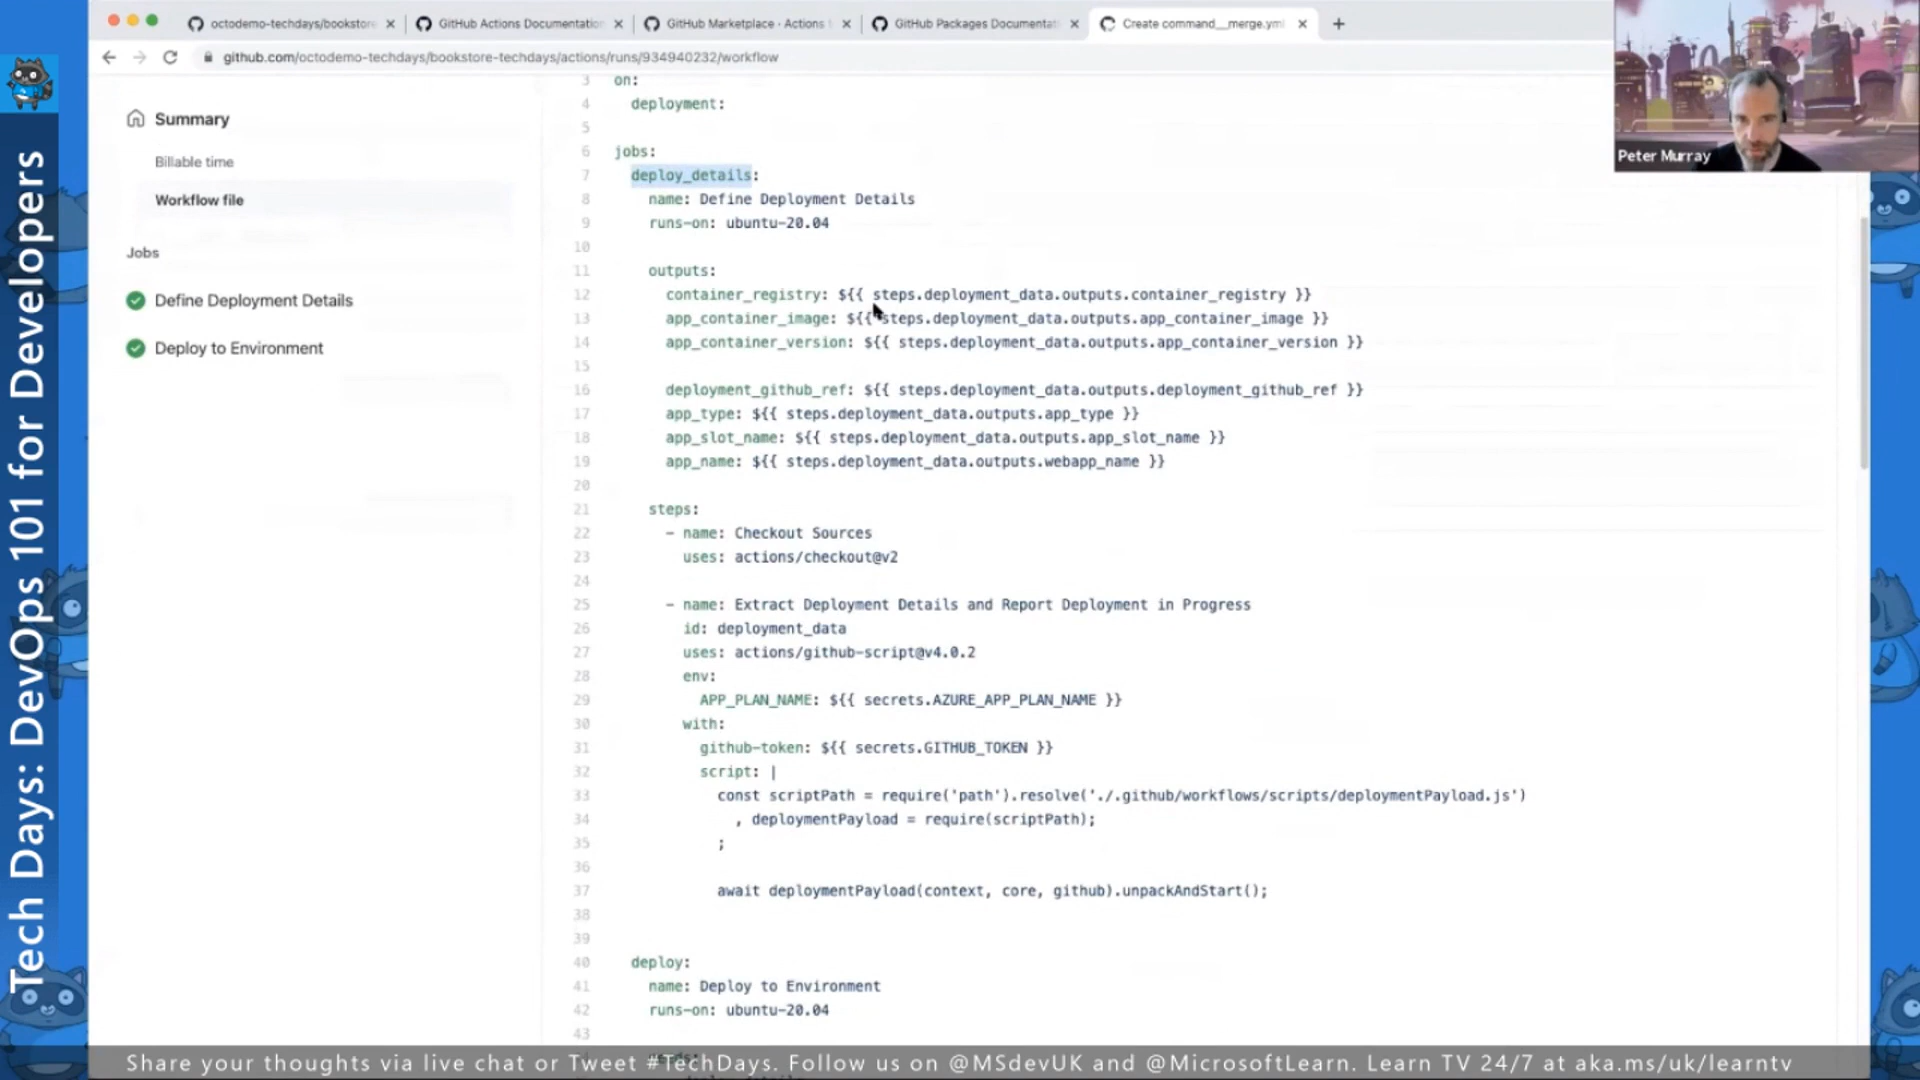 octodemo-techdays/bookstore
GitHub Actions Documentation
GitHub Marketplace · Actions
GitHub Packages Documentat
Create command__merge.yml
github.com/octodemo-techdays/bookstore-techdays/actions/runs/934940232/workflow
Peter Murray
Tech Days: DevOps 101 for Developers
Summary
Billable time
Workflow file
Jobs
Define Deployment Details
Deploy to Environment
3 on:
4 deployment:
5
6 jobs:
7 deploy_details:
8 name: Define Deployment Details
9 runs-on: ubuntu-20.04
10
11 outputs:
12 container_registry: ${{ steps.deployment_data.outputs.container_registry }}
13 app_container_image: ${{ steps.deployment_data.outputs.app_container_image }}
14 app_container_version: ${{ steps.deployment_data.outputs.app_container_version }}
15
16 deployment_github_ref: ${{ steps.deployment_data.outputs.deployment_github_ref }}
17 app_type: ${{ steps.deployment_data.outputs.app_type }}
18 app_slot_name: ${{ steps.deployment_data.outputs.app_slot_name }}
19 app_name: ${{ steps.deployment_data.outputs.webapp_name }}
20
21 steps:
22 - name: Checkout Sources
23 uses: actions/checkout@v2
24
25 - name: Extract Deployment Details and Report Deployment in Progress
26 id: deployment_data
27 uses: actions/github-script@v4.0.2
28 env:
29 APP_PLAN_NAME: ${{ secrets.AZURE_APP_PLAN_NAME }}
30 with:
31 github-token: ${{ secrets.GITHUB_TOKEN }}
32 script: |
33 const scriptPath = require('path').resolve('./.github/workflows/scripts/deploymentPayload.js')
34 , deploymentPayload = require(scriptPath);
35 ;
36
37 await deploymentPayload(context, core, github).unpackAndStart();
38
39
40 deploy:
41 name: Deploy to Environment
42 runs-on: ubuntu-20.04
43
Share your thoughts via live chat or Tweet #TechDays. Follow us on @MSdevUK and @MicrosoftLearn. Learn TV 24/7 at aka.ms/uk/learntv